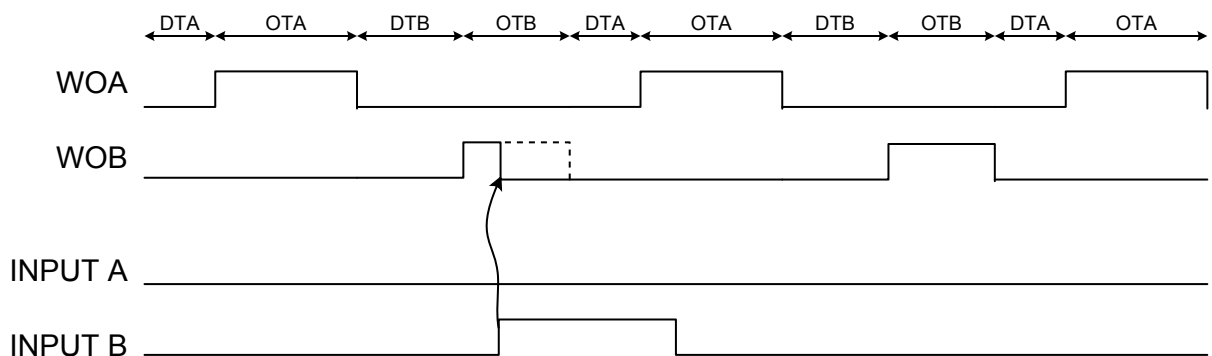 DTA OTA DTB OTB DTA OTA DTB OTB DTA OTA
WOA
WOB
INPUT A
INPUT B